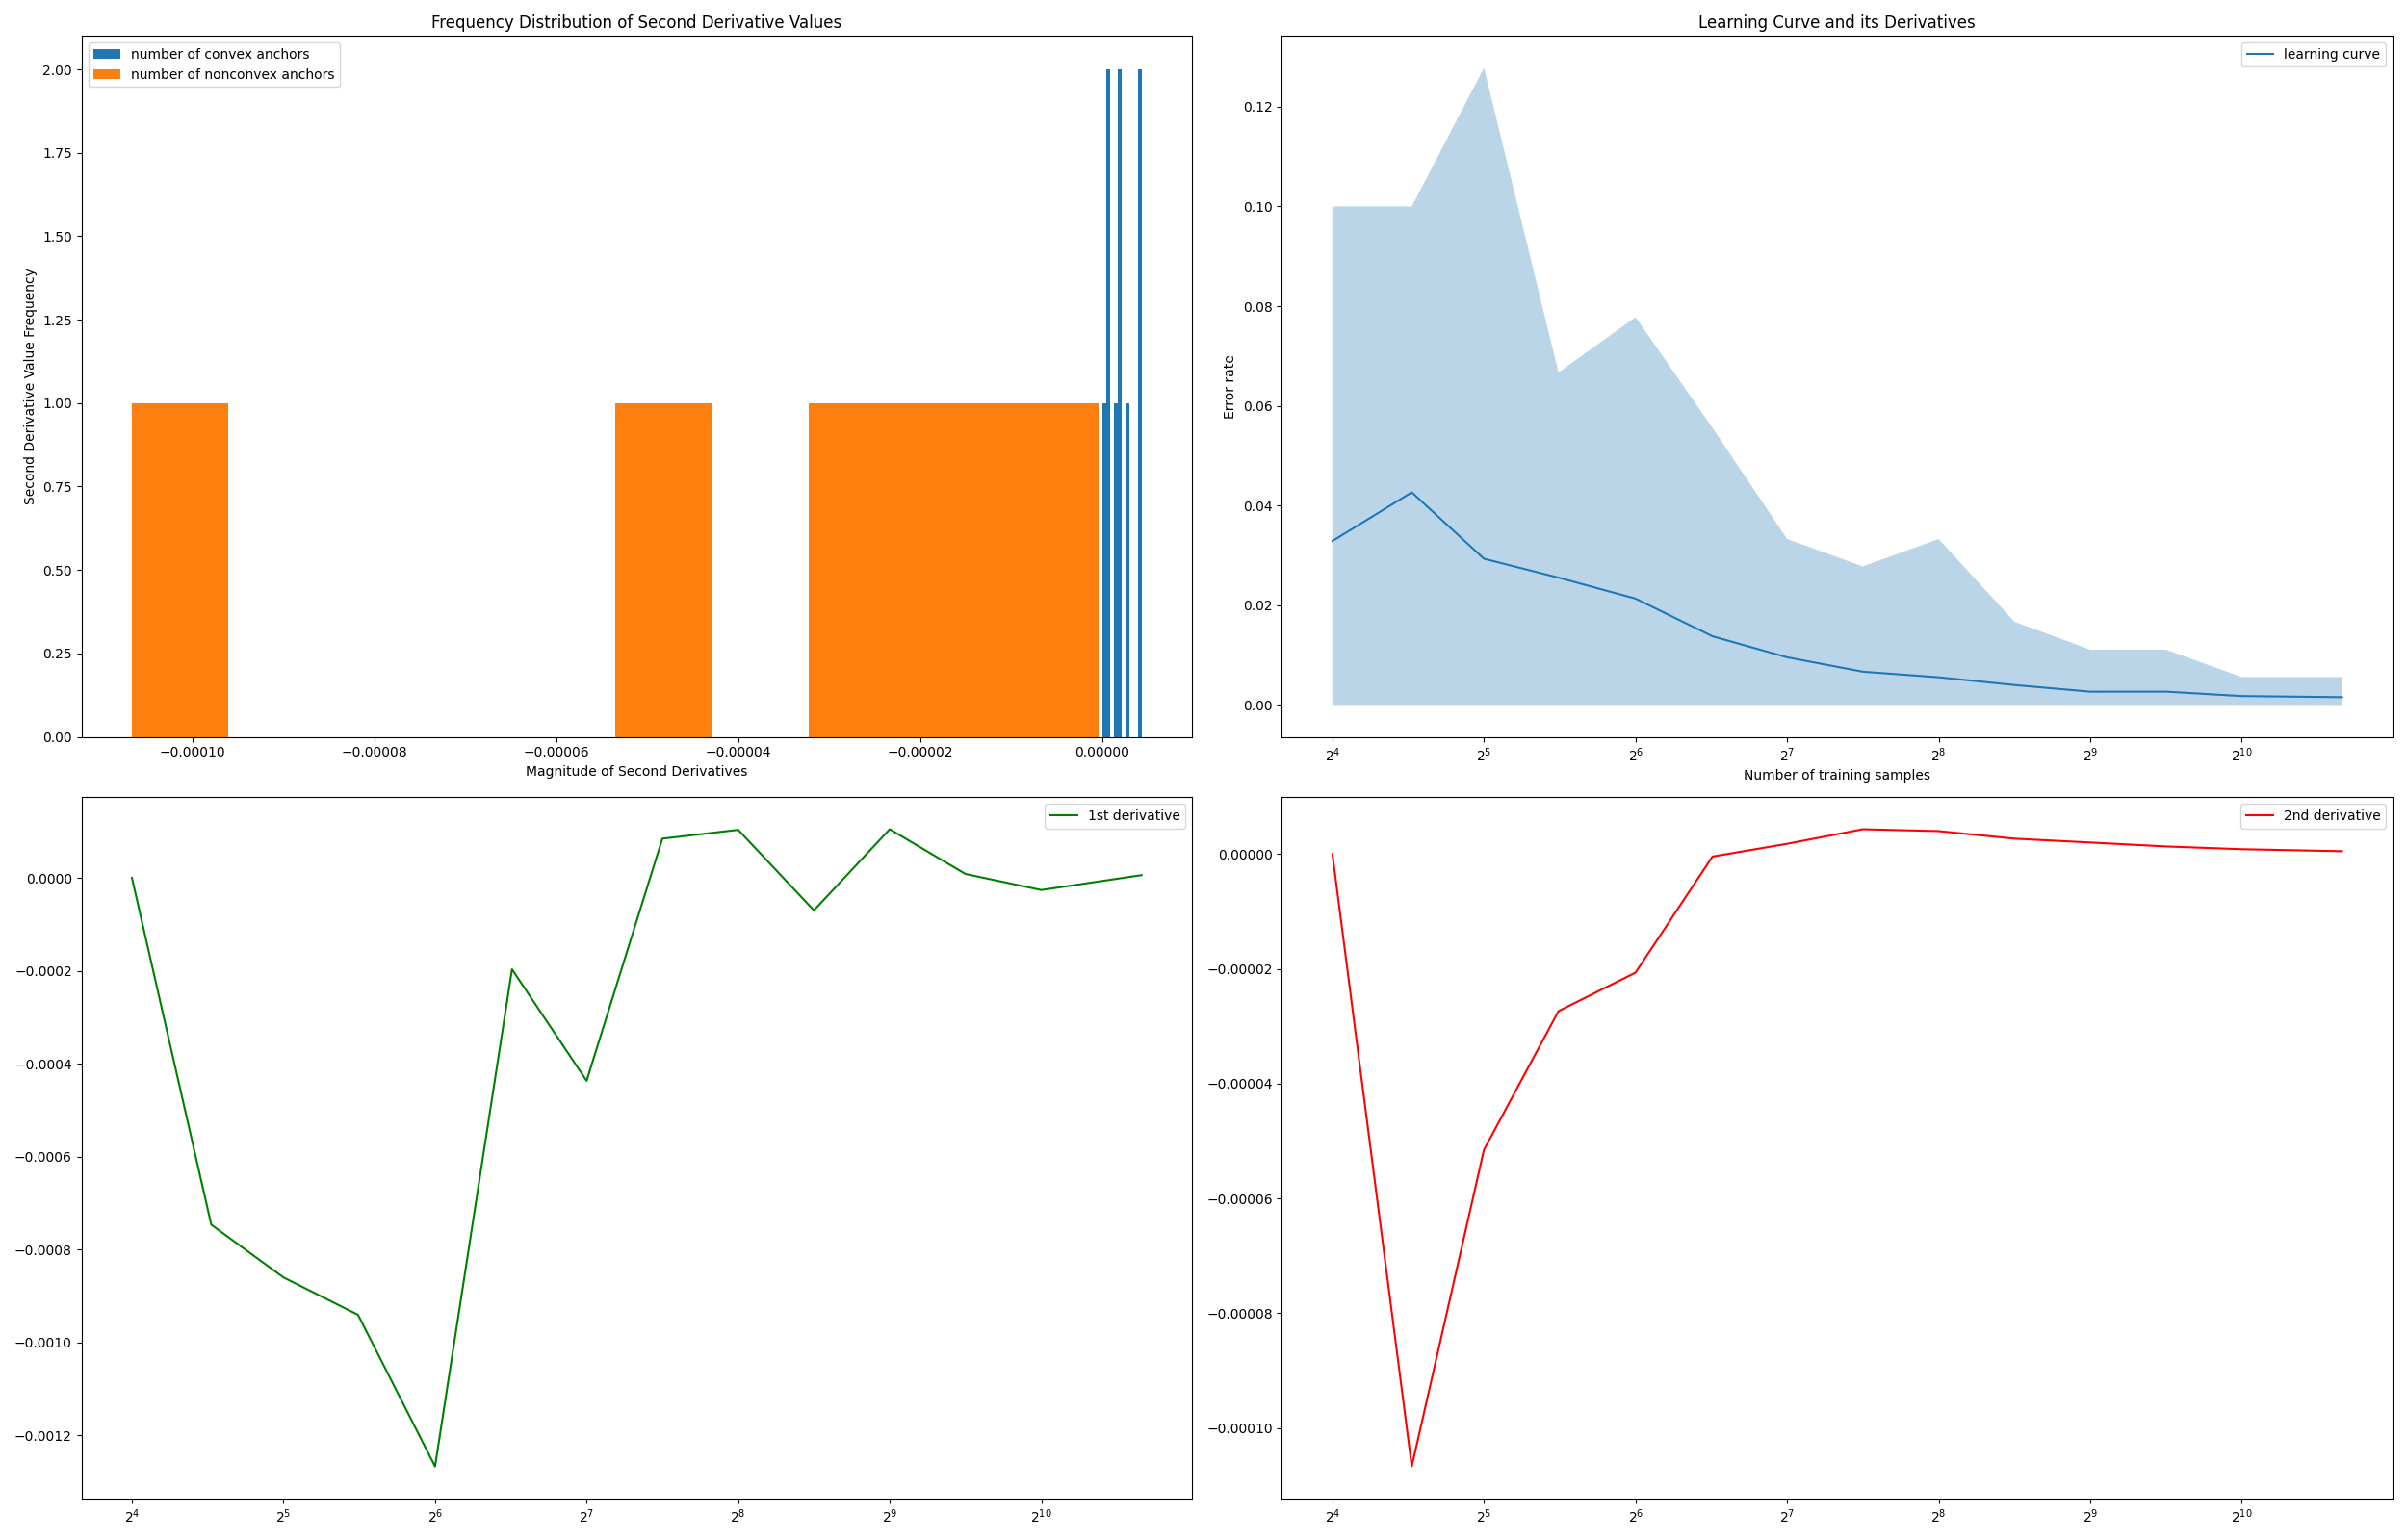 Frequency Distribution of Second Derivative Values
number of convex anchors
number of nonconvex anchors
2.00
1.75
1.50
1.25
1.00
0.75
0.50
0.25
0.00
Second Derivative Value Frequency
−0.00010 −0.00008 −0.00006 −0.00004 −0.00002 0.00000
Magnitude of Second Derivatives
Learning Curve and its Derivatives
learning curve
0.12
0.10
0.08
0.06
0.04
0.02
0.00
Error rate
2⁴ 2⁵ 2⁶ 2⁷ 2⁸ 2⁹ 2¹⁰
Number of training samples
1st derivative
0.0000
−0.0002
−0.0004
−0.0006
−0.0008
−0.0010
−0.0012
2⁴ 2⁵ 2⁶ 2⁷ 2⁸ 2⁹ 2¹⁰
2nd derivative
0.00000
−0.00002
−0.00004
−0.00006
−0.00008
−0.00010
2⁴ 2⁵ 2⁶ 2⁷ 2⁸ 2⁹ 2¹⁰